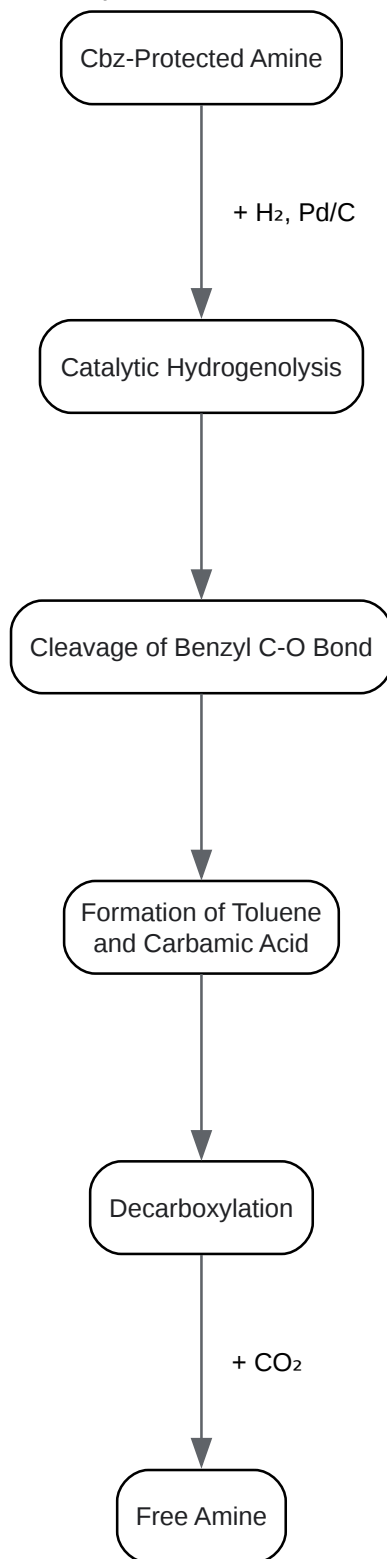 Cbz-Protected Amine
+ H₂, Pd/C
Catalytic Hydrogenolysis
Cleavage of Benzyl C-O Bond
Formation of Toluene
and Carbamic Acid
Decarboxylation
+ CO₂
Free Amine